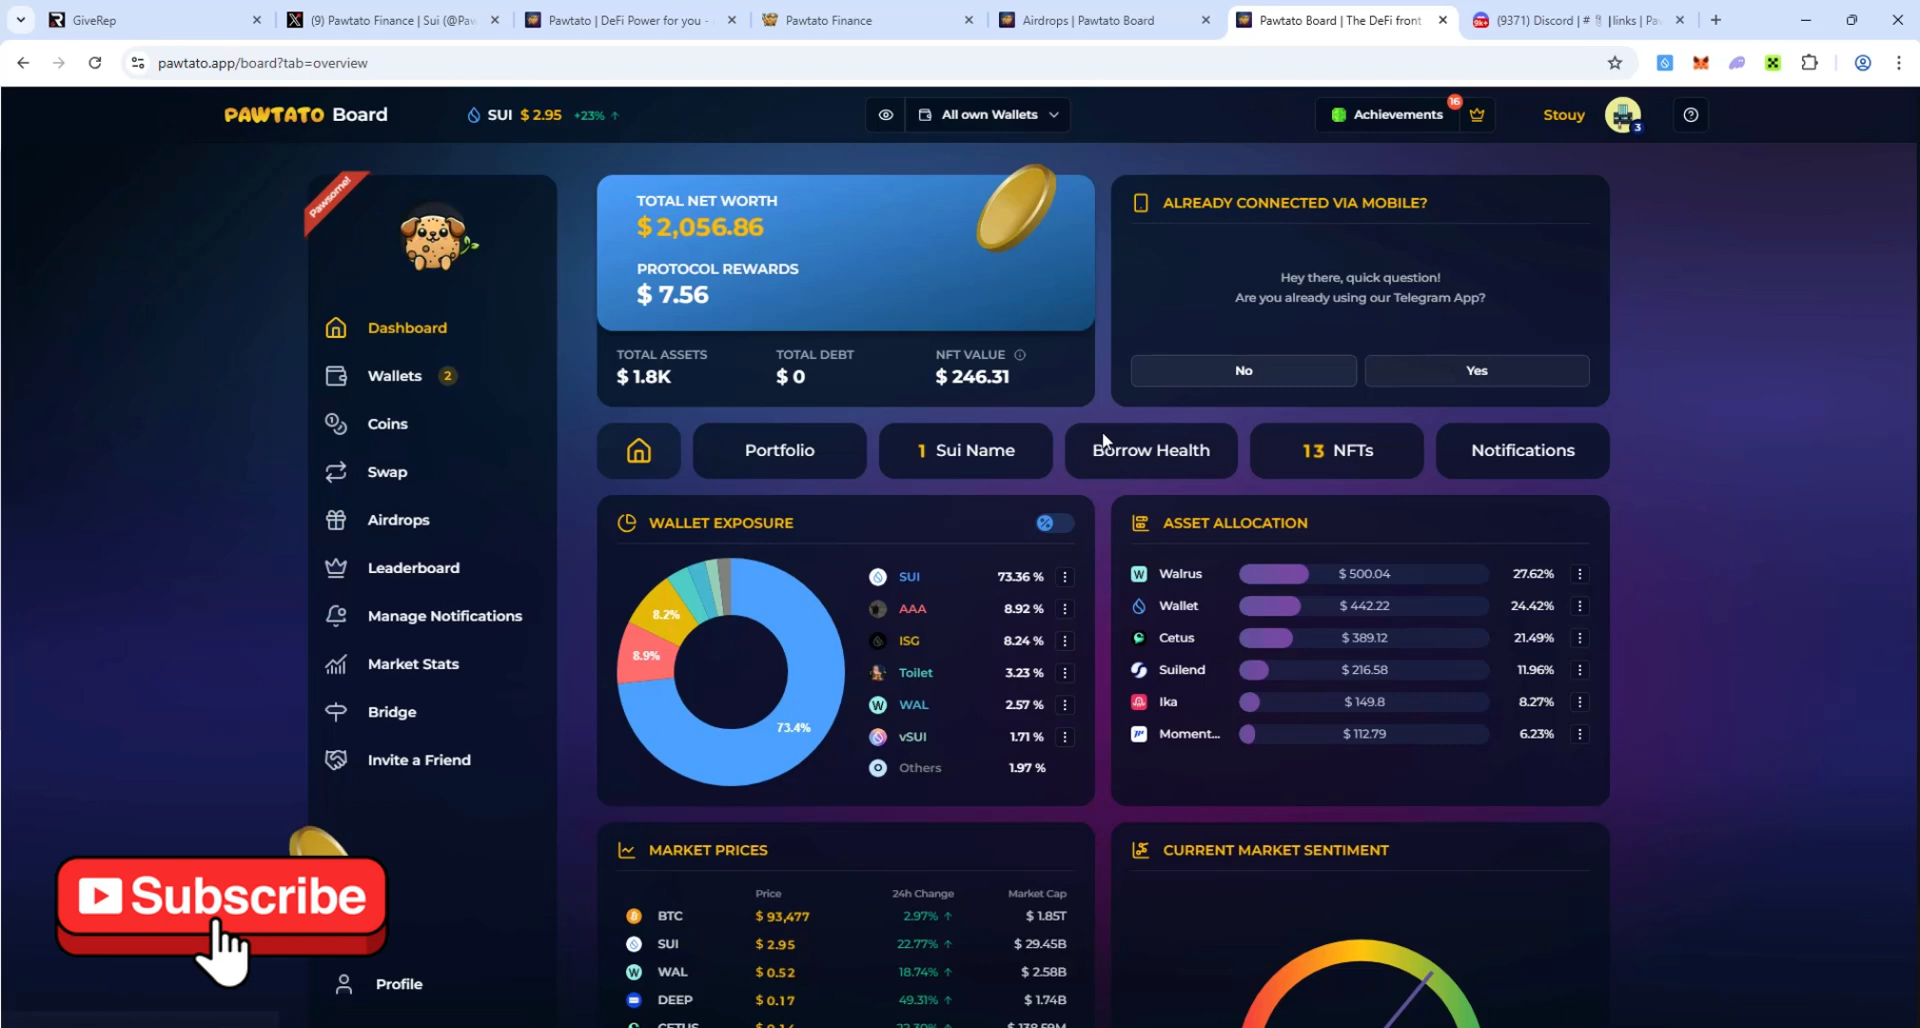 GiveRep
(9) Pawtato Finance | Sui (@Paw
Pawtato | DeFi Power for you -
Pawtato Finance
Airdrops | Pawtato Board
Pawtato Board | The DeFi front
(9371) Discord | # | links | Pa
pawtato.app/board?tab=overview
PAWTATO Board
SUI $ 2.95 +23% ↑
All own Wallets
Achievements
16
Stouy
3
Pawsome!
Dashboard
Wallets 2
Coins
Swap
Airdrops
Leaderboard
Manage Notifications
Market Stats
Bridge
Invite a Friend
Subscribe
Profile
TOTAL NET WORTH
$ 2,056.86
PROTOCOL REWARDS
$ 7.56
TOTAL ASSETS
$ 1.8K
TOTAL DEBT
$ 0
NFT VALUE
$ 246.31
ALREADY CONNECTED VIA MOBILE?
Hey there, quick question!
Are you already using our Telegram App?
No
Yes
Portfolio
1 Sui Name
Borrow Health
13 NFTs
Notifications
WALLET EXPOSURE
8.2%
8.9%
73.4%
SUI 73.36 %
AAA 8.92 %
ISG 8.24 %
Toilet 3.23 %
WAL 2.57 %
vSUI 1.71 %
Others 1.97 %
ASSET ALLOCATION
Walrus $ 500.04 27.62%
Wallet $ 442.22 24.42%
Cetus $ 389.12 21.49%
Suilend $ 216.58 11.96%
Ika $ 149.8 8.27%
Moment... $ 112.79 6.23%
MARKET PRICES
Price 24h Change Market Cap
BTC $ 93,477 2.97% ↑ $ 1.85T
SUI $ 2.95 22.77% ↑ $ 29.45B
WAL $ 0.52 18.74% ↑ $ 2.58B
DEEP $ 0.17 49.31% ↑ $ 1.74B
CETUS $ 0.14 22.30% ↑ $ 138.59M
CURRENT MARKET SENTIMENT